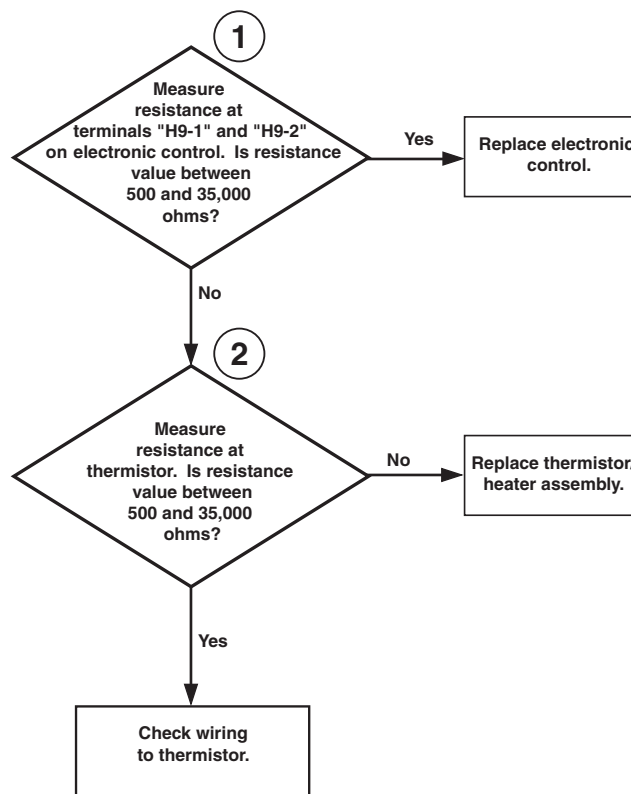 1
Measure
resistance at
terminals "H9-1" and "H9-2"
on electronic control. Is resistance
value between
500 and 35,000
ohms?
Yes
Replace electronic
control.
No
2
Measure
resistance at
thermistor. Is resistance
value between
500 and 35,000
ohms?
No
Replace thermistor/
heater assembly.
Yes
Check wiring
to thermistor.